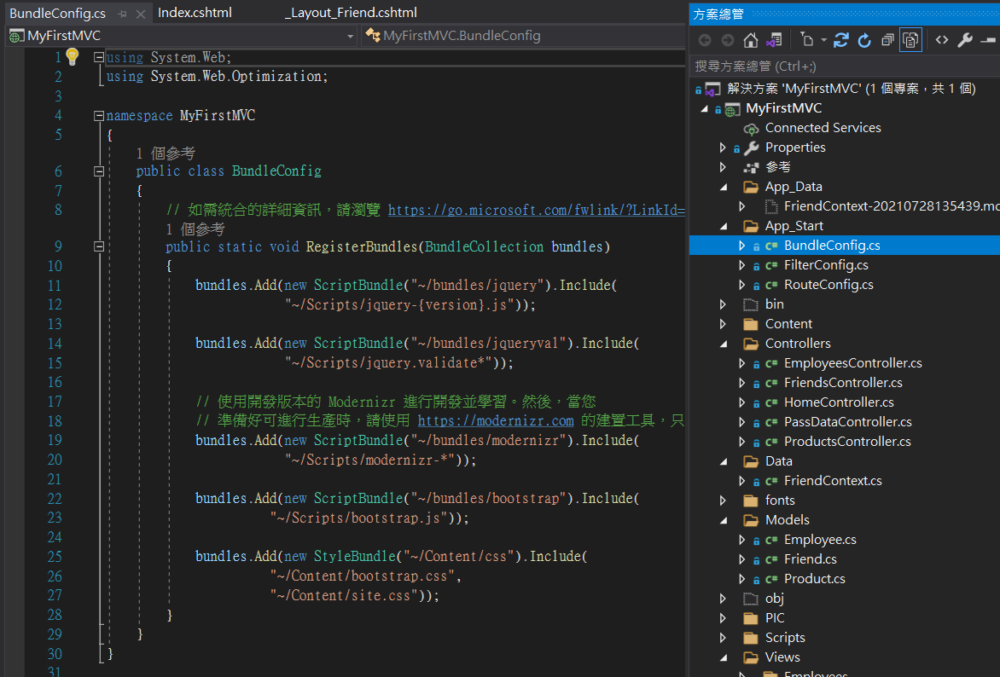 BundleConfig.cs
Index.cshtml
_Layout_Friend.cshtml
MyFirstMVC
MyFirstMVC.BundleConfig
1 using System.Web;
2 using System.Web.Optimization;
3
4 namespace MyFirstMVC
5 {
1 個參考
6 public class BundleConfig
7 {
8 // 如需統合的詳細資訊，請瀏覽 https://go.microsoft.com/fwlink/?LinkId=
1 個參考
9 public static void RegisterBundles(BundleCollection bundles)
10 {
11 bundles.Add(new ScriptBundle("~/bundles/jquery").Include(
12 "~/Scripts/jquery-{version}.js"));
13
14 bundles.Add(new ScriptBundle("~/bundles/jqueryval").Include(
15 "~/Scripts/jquery.validate*"));
16
17 // 使用開發版本的 Modernizr 進行開發並學習。然後，當您
18 // 準備好可進行生產時，請使用 https://modernizr.com 的建置工具，只
19 bundles.Add(new ScriptBundle("~/bundles/modernizr").Include(
20 "~/Scripts/modernizr-*"));
21
22 bundles.Add(new ScriptBundle("~/bundles/bootstrap").Include(
23 "~/Scripts/bootstrap.js"));
24
25 bundles.Add(new StyleBundle("~/Content/css").Include(
26 "~/Content/bootstrap.css",
27 "~/Content/site.css"));
28 }
29 }
30 }
31
方案總管
搜尋方案總管 (Ctrl+;)
解決方案 'MyFirstMVC' (1 個專案，共 1 個)
MyFirstMVC
Connected Services
Properties
參考
App_Data
FriendContext-20210728135439.mc
App_Start
C# BundleConfig.cs
C# FilterConfig.cs
C# RouteConfig.cs
bin
Content
Controllers
C# EmployeesController.cs
C# FriendsController.cs
C# HomeController.cs
C# PassDataController.cs
C# ProductsController.cs
Data
C# FriendContext.cs
fonts
Models
C# Employee.cs
C# Friend.cs
C# Product.cs
obj
PIC
Scripts
Views
Employees